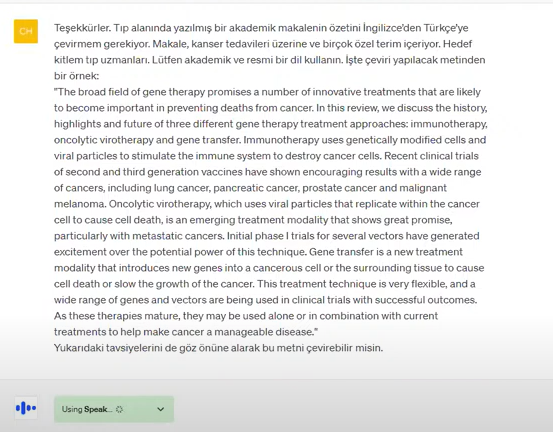 CH
Teşekkürler. Tıp alanında yazılmış bir akademik makalenin özetini İngilizce'den Türkçe'ye
çevirmem gerekiyor. Makale, kanser tedavileri üzerine ve birçok özel terim içeriyor. Hedef
kitlem tıp uzmanları. Lütfen akademik ve resmi bir dil kullanın. İşte çeviri yapılacak metinden
bir örnek:
"The broad field of gene therapy promises a number of innovative treatments that are likely
to become important in preventing deaths from cancer. In this review, we discuss the history,
highlights and future of three different gene therapy treatment approaches: immunotherapy,
oncolytic virotherapy and gene transfer. Immunotherapy uses genetically modified cells and
viral particles to stimulate the immune system to destroy cancer cells. Recent clinical trials
of second and third generation vaccines have shown encouraging results with a wide range
of cancers, including lung cancer, pancreatic cancer, prostate cancer and malignant
melanoma. Oncolytic virotherapy, which uses viral particles that replicate within the cancer
cell to cause cell death, is an emerging treatment modality that shows great promise,
particularly with metastatic cancers. Initial phase I trials for several vectors have generated
excitement over the potential power of this technique. Gene transfer is a new treatment
modality that introduces new genes into a cancerous cell or the surrounding tissue to cause
cell death or slow the growth of the cancer. This treatment technique is very flexible, and a
wide range of genes and vectors are being used in clinical trials with successful outcomes.
As these therapies mature, they may be used alone or in combination with current
treatments to help make cancer a manageable disease."
Yukarıdaki tavsiyelerini de göz önüne alarak bu metni çevirebilir misin.
Using Speak...